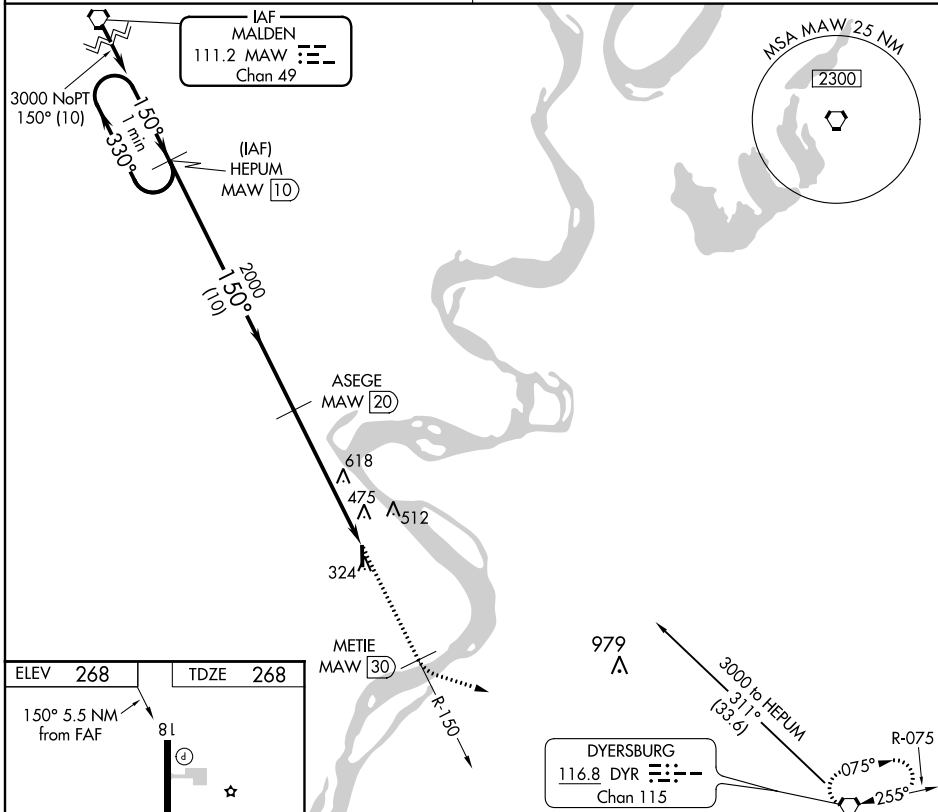 IAF
MALDEN
111.2 MAW
Chan 49
MSA MAW 25 NM
2300
3000 NoPT
150° (10)
150°
1 min
330°
(IAF)
HEPUM
MAW 10
2000
150°
(10)
ASEGE
MAW 20
618
475
512
324
METIE
MAW 30
R-150
979
3000 to HEPUM
311°
(33.6)
R-075
075°
255°
DYERSBURG
116.8 DYR
Chan 115
ELEV 268
TDZE 268
150° 5.5 NM
from FAF
18
P